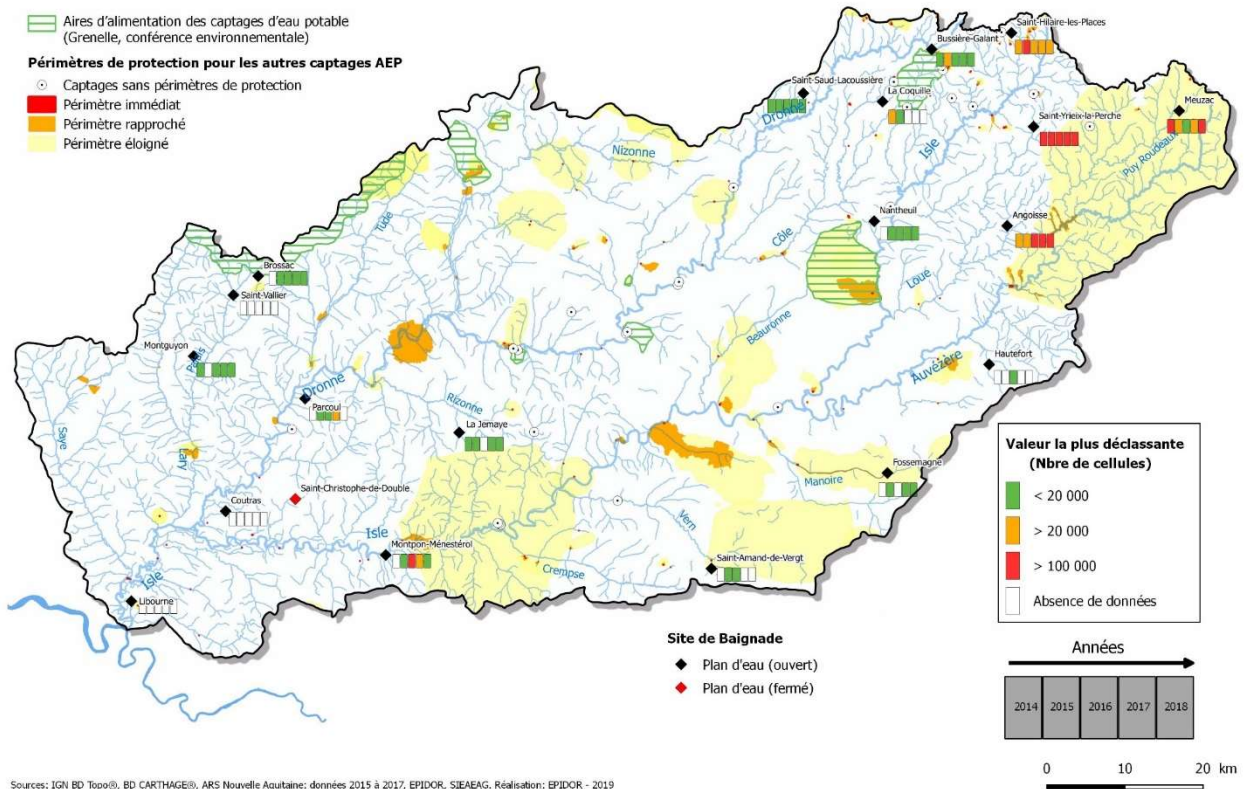 Aires d'alimentation des captages d'eau potable
(Grenelle, conférence environnementale)
Périmètres de protection pour les autres captages AEP
Captages sans périmètres de protection
Périmètre immédiat
Périmètre rapproché
Périmètre éloigné
Saint-Hilaire-les-Places
Bussière-Galant
Saint-Saud-Lacoussière
La Coquille
Meuzac
Saint-Yrieix-la-Perche
Dronne
Isle
Puy Roudeaux
Nizonne
Tude
Nantheuil
Angoisse
Côle
Loue
Brossac
Saint-Vallier
Beauronne
Montguyon
Palais
Auvézère
Hautefort
Dronne
Parcoul
Rizonne
La Jemaye
Saye
Lary
Fossemagne
Manoire
Saint-Christophe-de-Double
Coutras
Vern
Isle
Montpon-Ménestérol
Crempse
Saint-Amand-de-Vergt
Isle
Libourne
Valeur la plus déclassante
(Nbre de cellules)
< 20 000
> 20 000
> 100 000
Absence de données
Site de Baignade
Plan d'eau (ouvert)
Plan d'eau (fermé)
Années
2014 2015 2016 2017 2018
0 10 20 km
Sources: IGN BD Topo®, BD CARTHAGE®, ARS Nouvelle Aquitaine: données 2015 à 2017, EPIDOR, SIEAEAG, Réalisation: EPIDOR - 2019